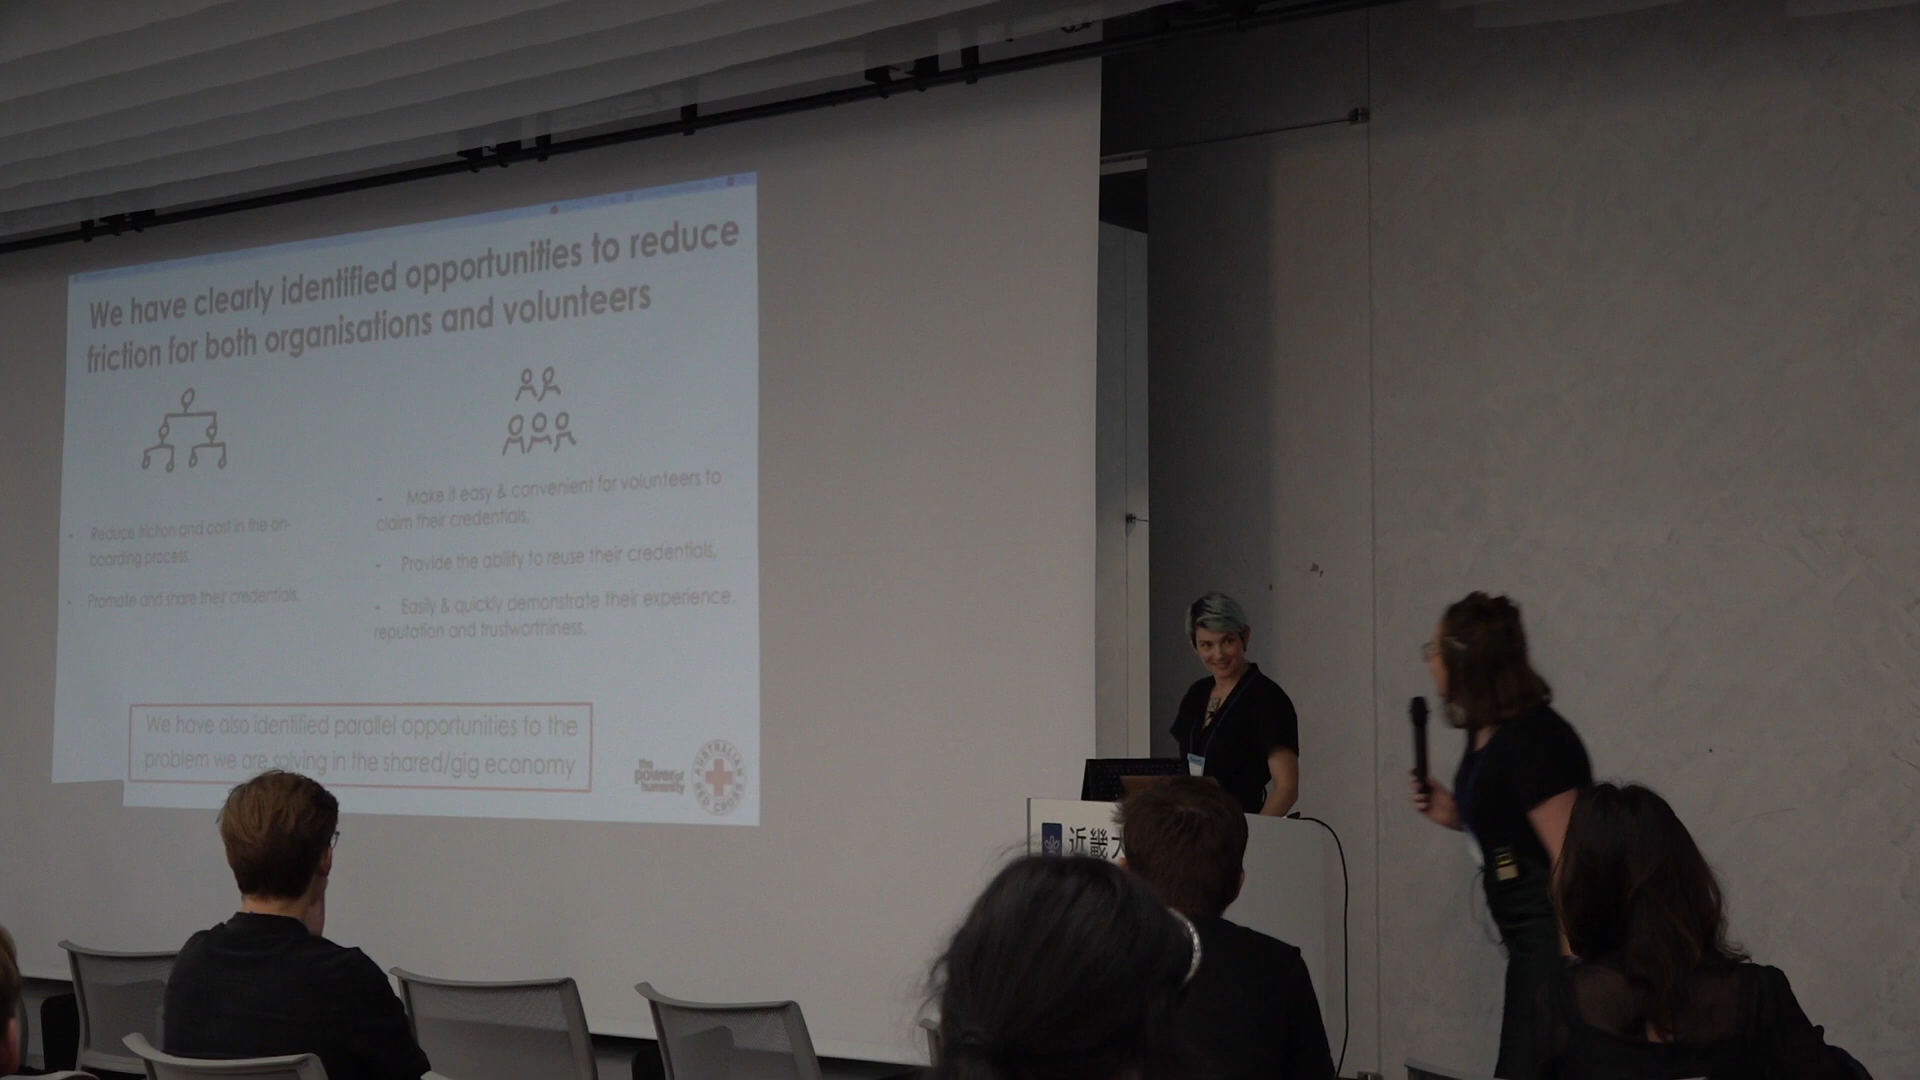 We have clearly identified opportunities to reduce
friction for both organisations and volunteers
- Reduce friction and cost in the on-
boarding process.
- Promote and share their credentials.
- Make it easy & convenient for volunteers to
claim their credentials.
- Provide the ability to reuse their credentials.
- Easily & quickly demonstrate their experience,
reputation and trustworthiness.
We have also identified parallel opportunities to the
problem we are solving in the shared/gig economy
the
power of
humanity
AUSTRALIAN
RED CROSS
近畿大